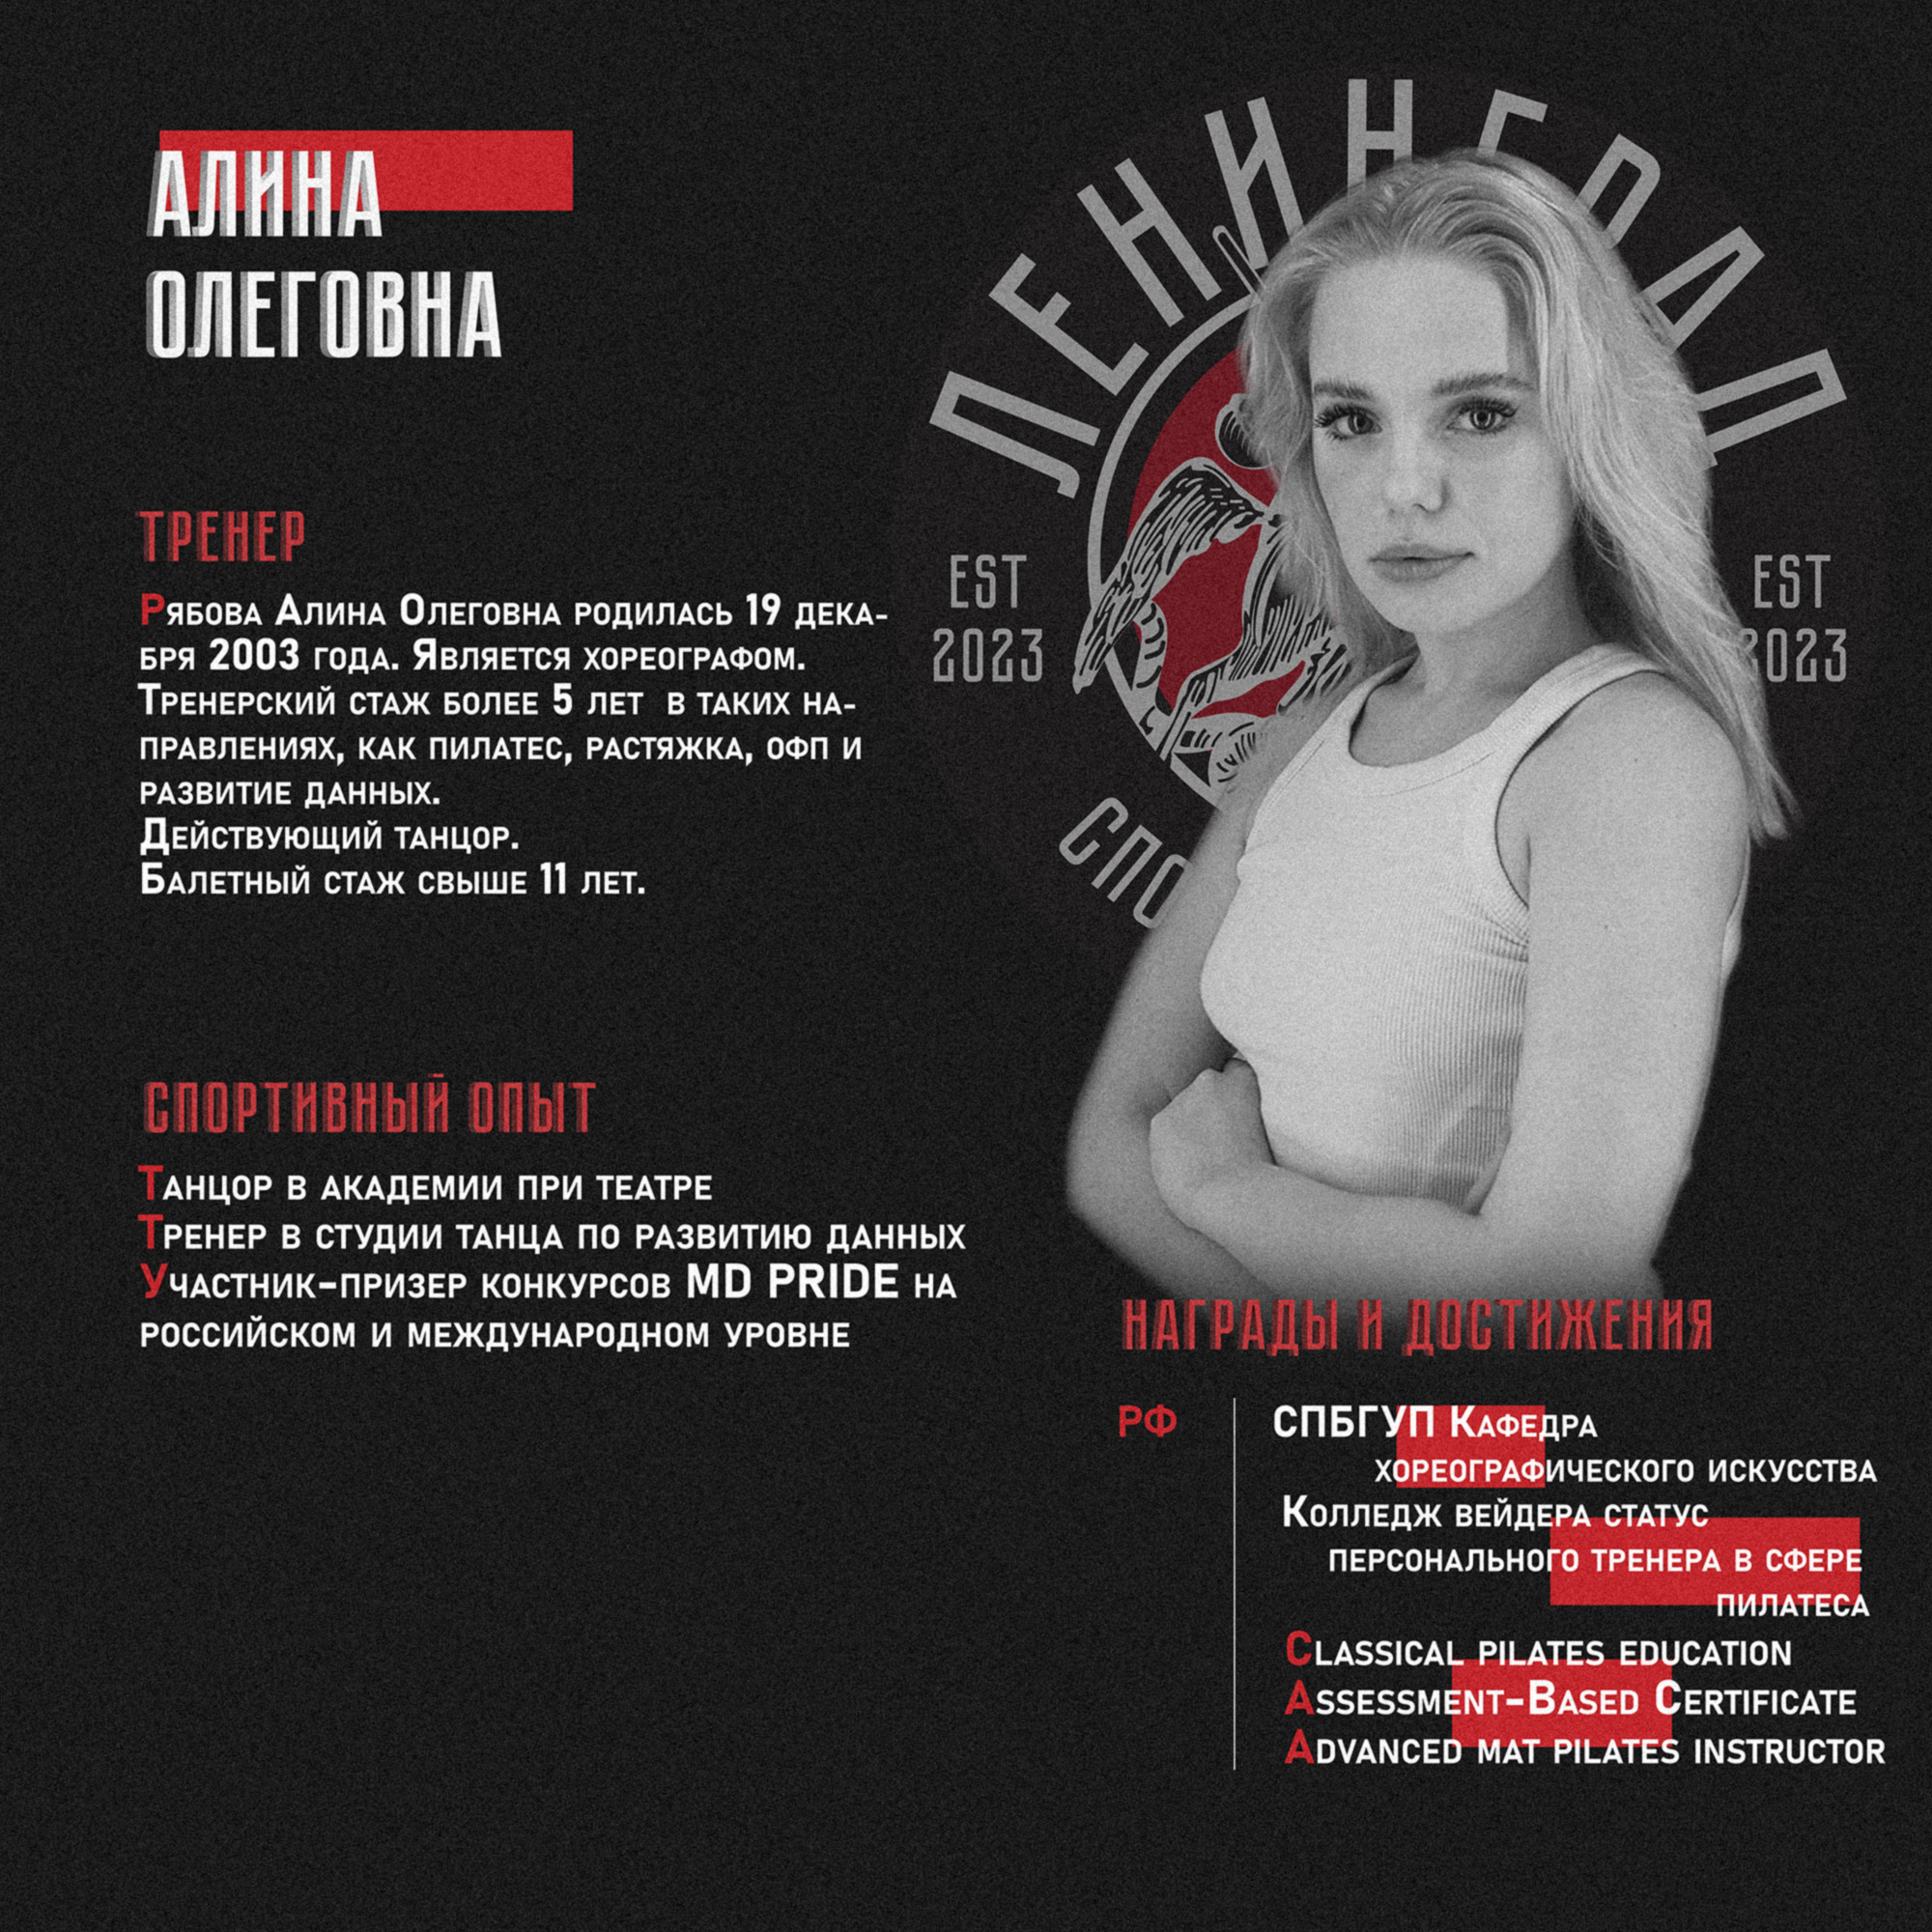 АЛИНА
ОЛЕГОВНА
ЛЕНИНГРАД
EST
2023
EST
2023
СПО
ТРЕНЕР
Рябова Алина Олеговна родилась 19 дека-
бря 2003 года. Является хореографом.
Тренерский стаж более 5 лет в таких на-
правлениях, как пилатес, растяжка, офп и
развитие данных.
Действующий танцор.
Балетный стаж свыше 11 лет.
СПОРТИВНЫЙ ОПЫТ
Танцор в академии при театре
Тренер в студии танца по развитию данных
Участник-призер конкурсов MD PRIDE на
российском и международном уровне
НАГРАДЫ И ДОСТИЖЕНИЯ
РФ
СПБГУП Кафедра
хореографического искусства
Колледж вейдера статус
персонального тренера в сфере
пилатеса
Classical pilates education
Assessment-Based Certificate
Advanced mat pilates instructor